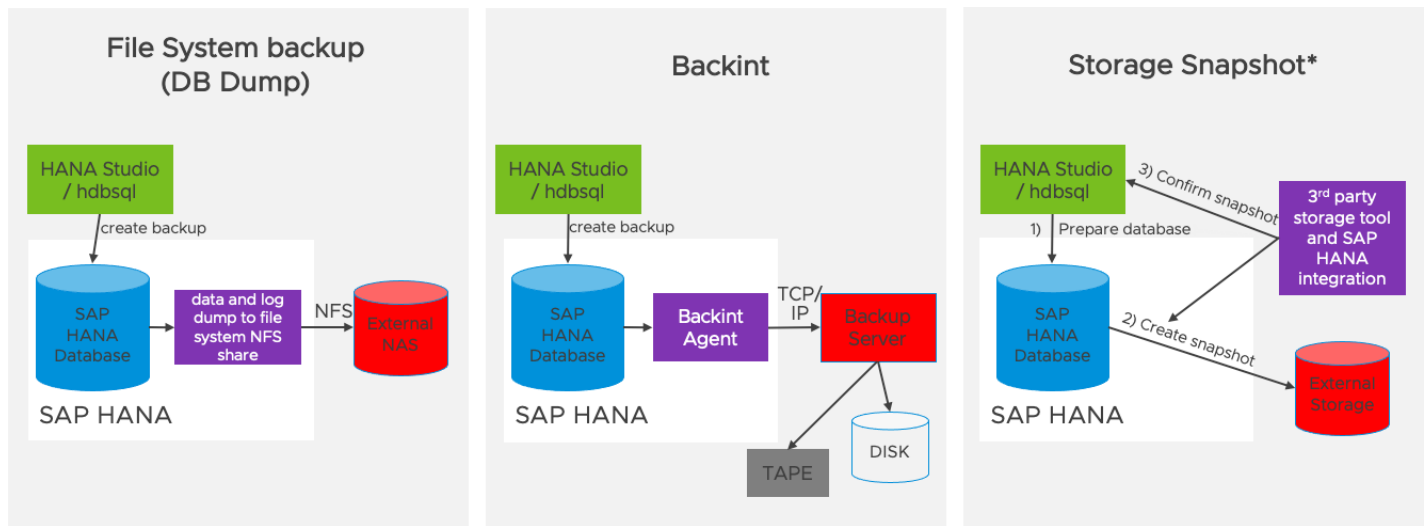 File System backup
(DB Dump)
HANA Studio
/ hdbsql
create backup
SAP
HANA
Database
data and log
dump to file
system NFS
share
NFS
External
NAS
SAP HANA
Backint
HANA Studio
/ hdbsql
create backup
SAP
HANA
Database
Backint
Agent
TCP/
IP
Backup
Server
SAP HANA
TAPE
DISK
Storage Snapshot*
HANA Studio
/ hdbsql
3) Confirm snapshot
3rd party
storage tool
and SAP
HANA
integration
1) Prepare database
SAP
HANA
Database
2) Create snapshot
External
Storage
SAP HANA